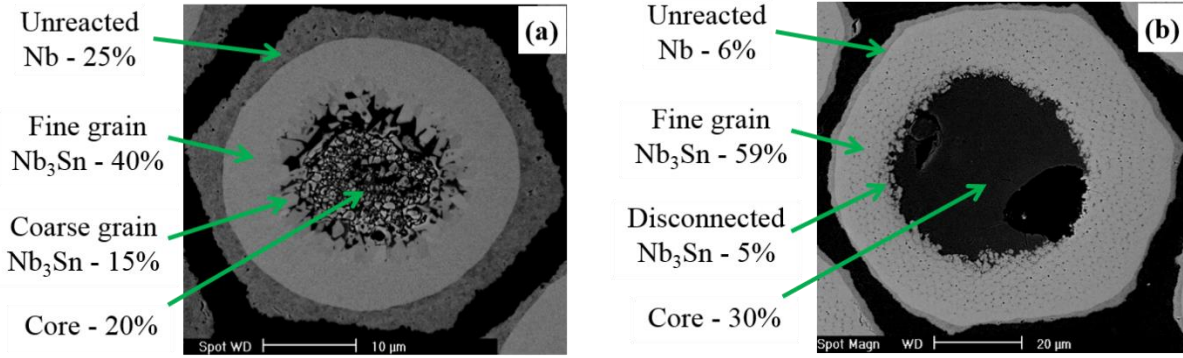 Unreacted
Nb - 25%
Fine grain
Nb₃Sn - 40%
Coarse grain
Nb₃Sn - 15%
Core - 20%
(a)
Spot WD 10 µm
Unreacted
Nb - 6%
Fine grain
Nb₃Sn - 59%
Disconnected
Nb₃Sn - 5%
Core - 30%
(b)
Spot Magn WD 20 µm